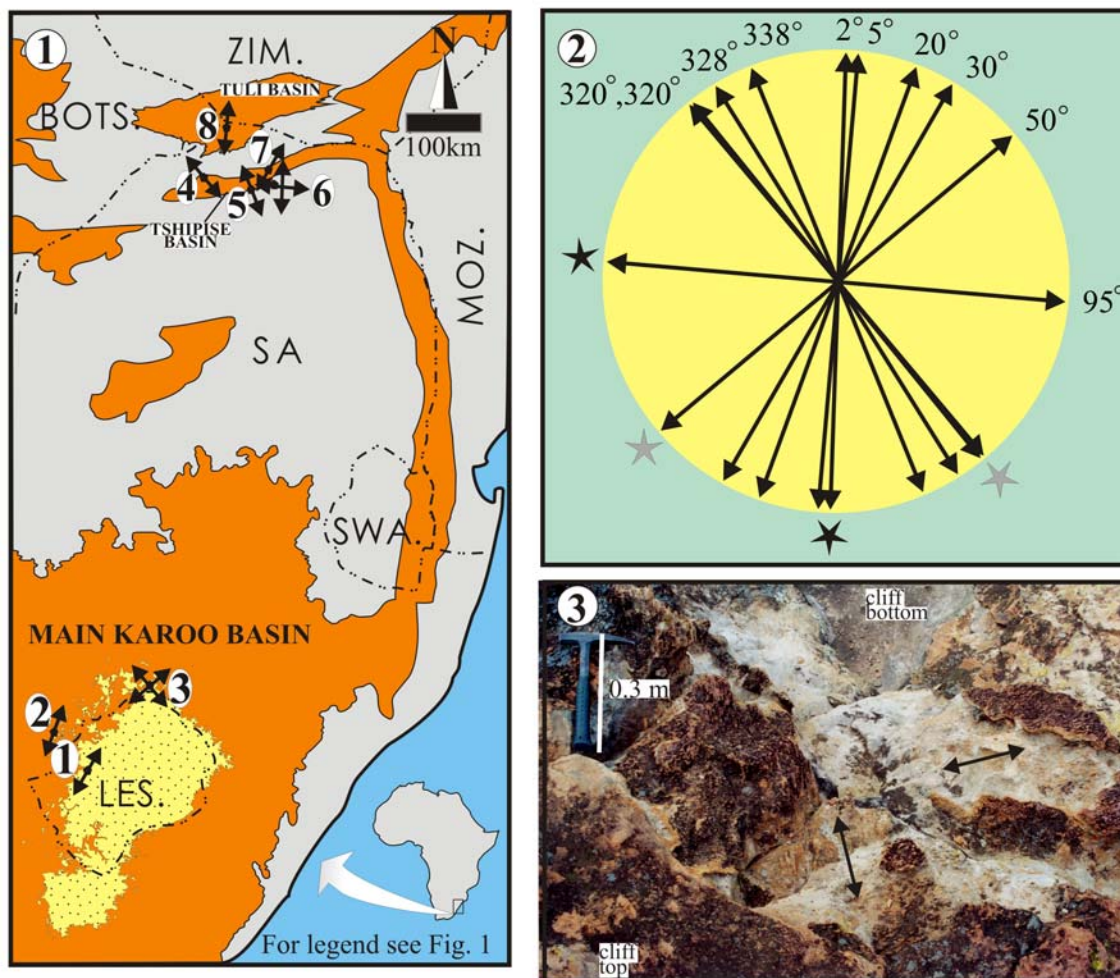 1
ZIM.
N
TULI BASIN
BOTS.
8
100km
7
4
5
6
TSHIPISE
BASIN
MOZ.
SA
SWA.
MAIN KAROO BASIN
3
2
1
LES.
For legend see Fig. 1
2
338°
2°
5°
20°
328°
30°
320°,320°
50°
95°
3
cliff
bottom
0.3 m
cliff
top